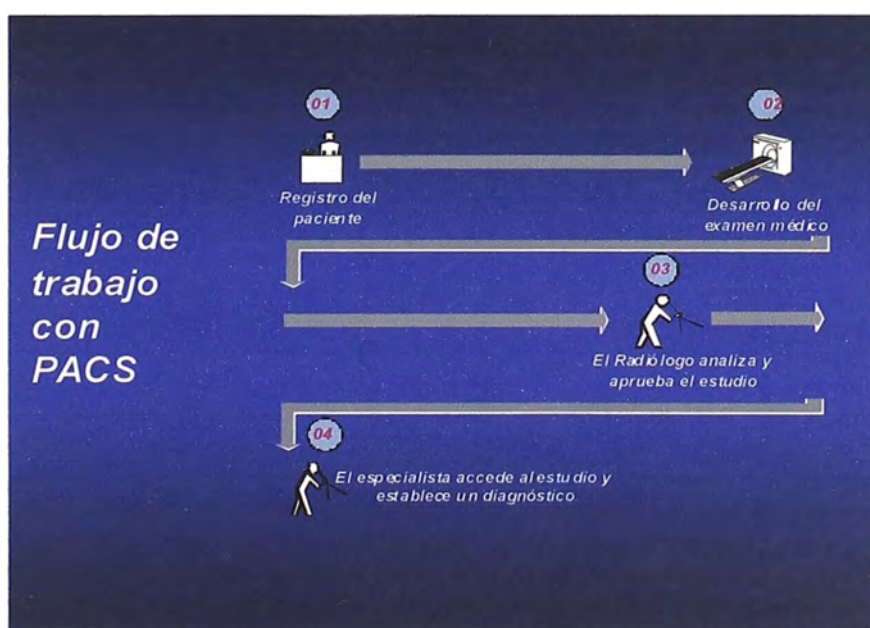 Flujo de
trabajo
con
PACS
01
Registro del
paciente
02
Desarrollo del
examen médico
03
El Radiólogo analiza y
aprueba el estudio
04
El especialista accede al estudio y
establece un diagnóstico.